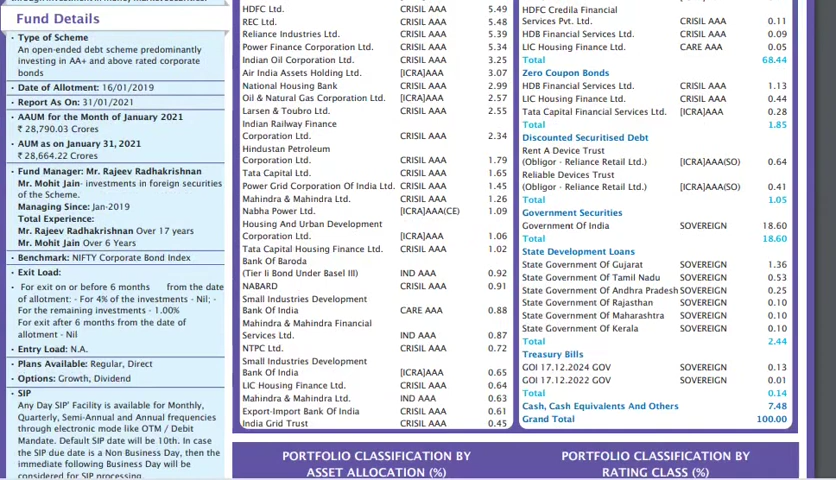 Fund Details
• Type of Scheme
An open-ended debt scheme predominantly
investing in AA+ and above rated corporate
bonds
• Date of Allotment: 16/01/2019
• Report As On: 31/01/2021
• AAUM for the Month of January 2021
₹ 28,790.03 Crores
• AUM as on January 31, 2021
₹ 28,664.22 Crores
• Fund Manager: Mr. Rajeev Radhakrishnan
Mr. Mohit Jain- investments in foreign securities
of the Scheme.
Managing Since: Jan-2019
Total Experience:
Mr. Rajeev Radhakrishnan Over 17 years
Mr. Mohit Jain Over 6 Years
• Benchmark: NIFTY Corporate Bond Index
• Exit Load:
• For exit on or before 6 months from the date
of allotment: - For 4% of the investments - Nil; -
For the remaining investments - 1.00%
For exit after 6 months from the date of
allotment - Nil
• Entry Load: N.A.
• Plans Available: Regular, Direct
• Options: Growth, Dividend
• SIP
Any Day SIP' Facility is available for Monthly,
Quarterly, Semi-Annual and Annual frequencies
through electronic mode like OTM / Debit
Mandate. Default SIP date will be 10th. In case
the SIP due date is a Non Business Day, then the
immediate following Business Day will be
considered for SIP processing.
HDFC Ltd. CRISIL AAA 5.49
REC Ltd. CRISIL AAA 5.48
Reliance Industries Ltd. CRISIL AAA 5.39
Power Finance Corporation Ltd. CRISIL AAA 5.34
Indian Oil Corporation Ltd. CRISIL AAA 3.25
Air India Assets Holding Ltd. [ICRA]AAA 3.07
National Housing Bank CRISIL AAA 2.99
Oil & Natural Gas Corporation Ltd. [ICRA]AAA 2.57
Larsen & Toubro Ltd. CRISIL AAA 2.55
Indian Railway Finance
Corporation Ltd. CRISIL AAA 2.34
Hindustan Petroleum
Corporation Ltd. CRISIL AAA 1.79
Tata Capital Ltd. CRISIL AAA 1.65
Power Grid Corporation Of India Ltd. CRISIL AAA 1.45
Mahindra & Mahindra Ltd. CRISIL AAA 1.26
Nabha Power Ltd. [ICRA]AAA(CE) 1.09
Housing And Urban Development
Corporation Ltd. [ICRA]AAA 1.06
Tata Capital Housing Finance Ltd. CRISIL AAA 1.02
Bank Of Baroda
(Tier Ii Bond Under Basel III) IND AAA 0.92
NABARD CRISIL AAA 0.91
Small Industries Development
Bank Of India CARE AAA 0.88
Mahindra & Mahindra Financial
Services Ltd. IND AAA 0.87
NTPC Ltd. CRISIL AAA 0.72
Small Industries Development
Bank Of India [ICRA]AAA 0.65
LIC Housing Finance Ltd. CRISIL AAA 0.64
Mahindra & Mahindra Ltd. IND AAA 0.63
Export-Import Bank Of India CRISIL AAA 0.61
India Grid Trust CRISIL AAA 0.45
HDFC Credila Financial
Services Pvt. Ltd. CRISIL AAA 0.11
HDB Financial Services Ltd. CRISIL AAA 0.09
LIC Housing Finance Ltd. CARE AAA 0.05
Total 68.44
Zero Coupon Bonds
HDB Financial Services Ltd. CRISIL AAA 1.13
LIC Housing Finance Ltd. CRISIL AAA 0.44
Tata Capital Financial Services Ltd. [ICRA]AAA 0.28
Total 1.85
Discounted Securitised Debt
Rent A Device Trust
(Obligor - Reliance Retail Ltd.) [ICRA]AAA(SO) 0.64
Reliable Devices Trust
(Obligor - Reliance Retail Ltd.) [ICRA]AAA(SO) 0.41
Total 1.05
Government Securities
Government Of India SOVEREIGN 18.60
Total 18.60
State Development Loans
State Government Of Gujarat SOVEREIGN 1.36
State Government Of Tamil Nadu SOVEREIGN 0.53
State Government Of Andhra Pradesh SOVEREIGN 0.25
State Government Of Rajasthan SOVEREIGN 0.10
State Government Of Maharashtra SOVEREIGN 0.10
State Government Of Kerala SOVEREIGN 0.10
Total 2.44
Treasury Bills
GOI 17.12.2024 GOV SOVEREIGN 0.13
GOI 17.12.2022 GOV SOVEREIGN 0.01
Total 0.14
Cash, Cash Equivalents And Others 7.48
Grand Total 100.00
PORTFOLIO CLASSIFICATION BY
ASSET ALLOCATION (%)
PORTFOLIO CLASSIFICATION BY
RATING CLASS (%)